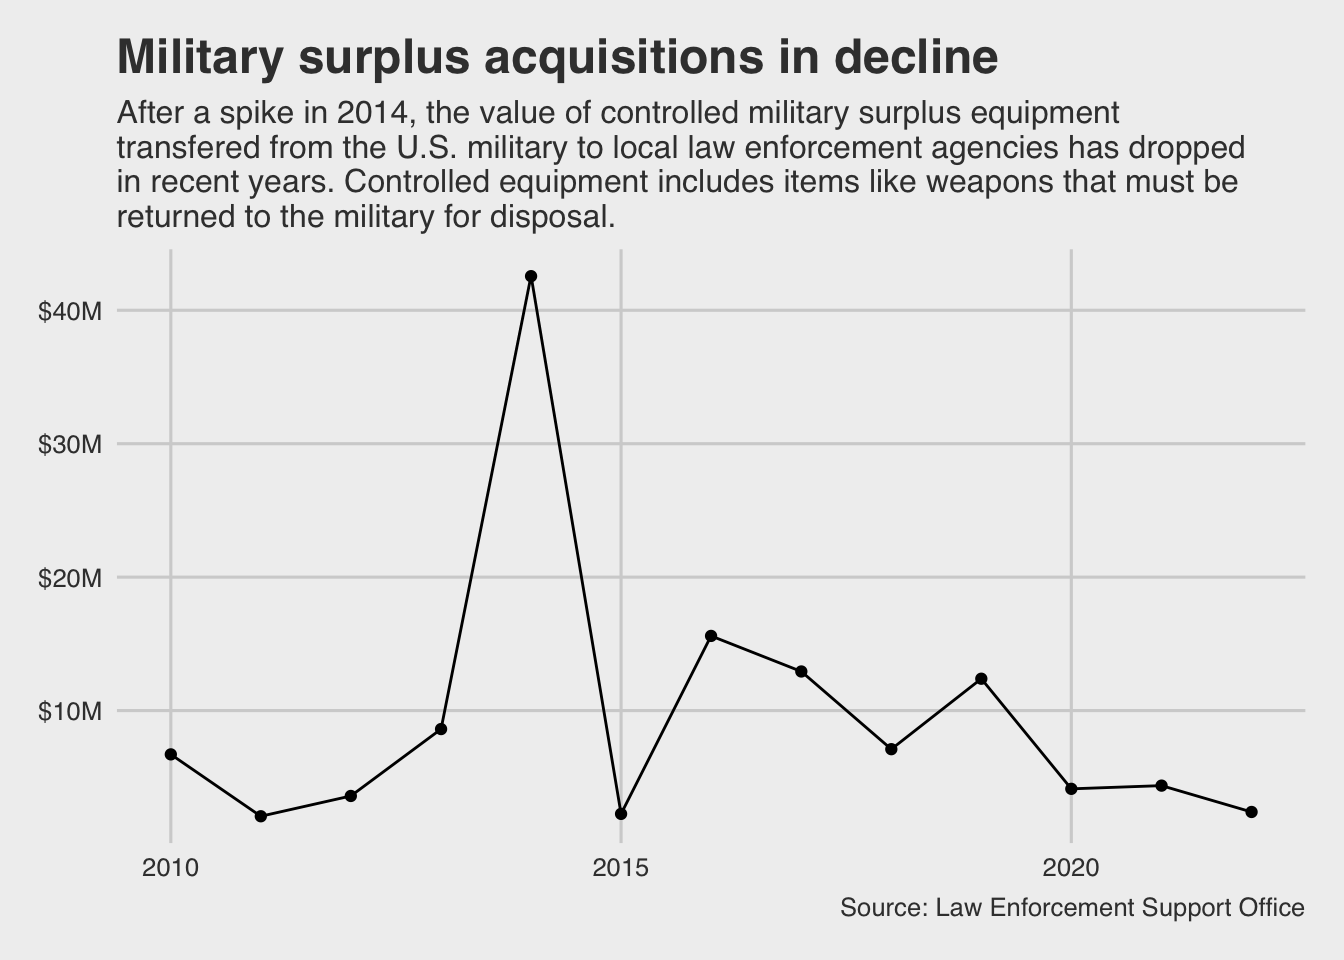 Military surplus acquisitions in decline
After a spike in 2014, the value of controlled military surplus equipment
transfered from the U.S. military to local law enforcement agencies has dropped
in recent years. Controlled equipment includes items like weapons that must be
returned to the military for disposal.
$40M
$30M
$20M
$10M
2010 2015 2020
Source: Law Enforcement Support Office